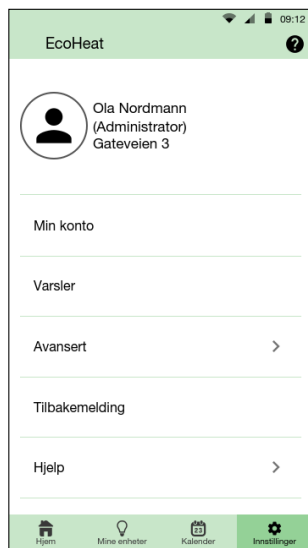 09:12
EcoHeat
?
Ola Nordmann
(Administrator)
Gateveien 3
Min konto
Varsler
Avansert
Tilbakemelding
Hjelp
23
Hjem
Mine enheter
Kalender
Innstillinger